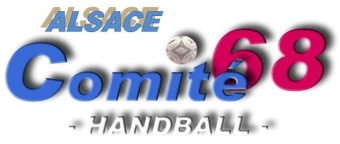 ALSACE
Comité 68
- HANDBALL -